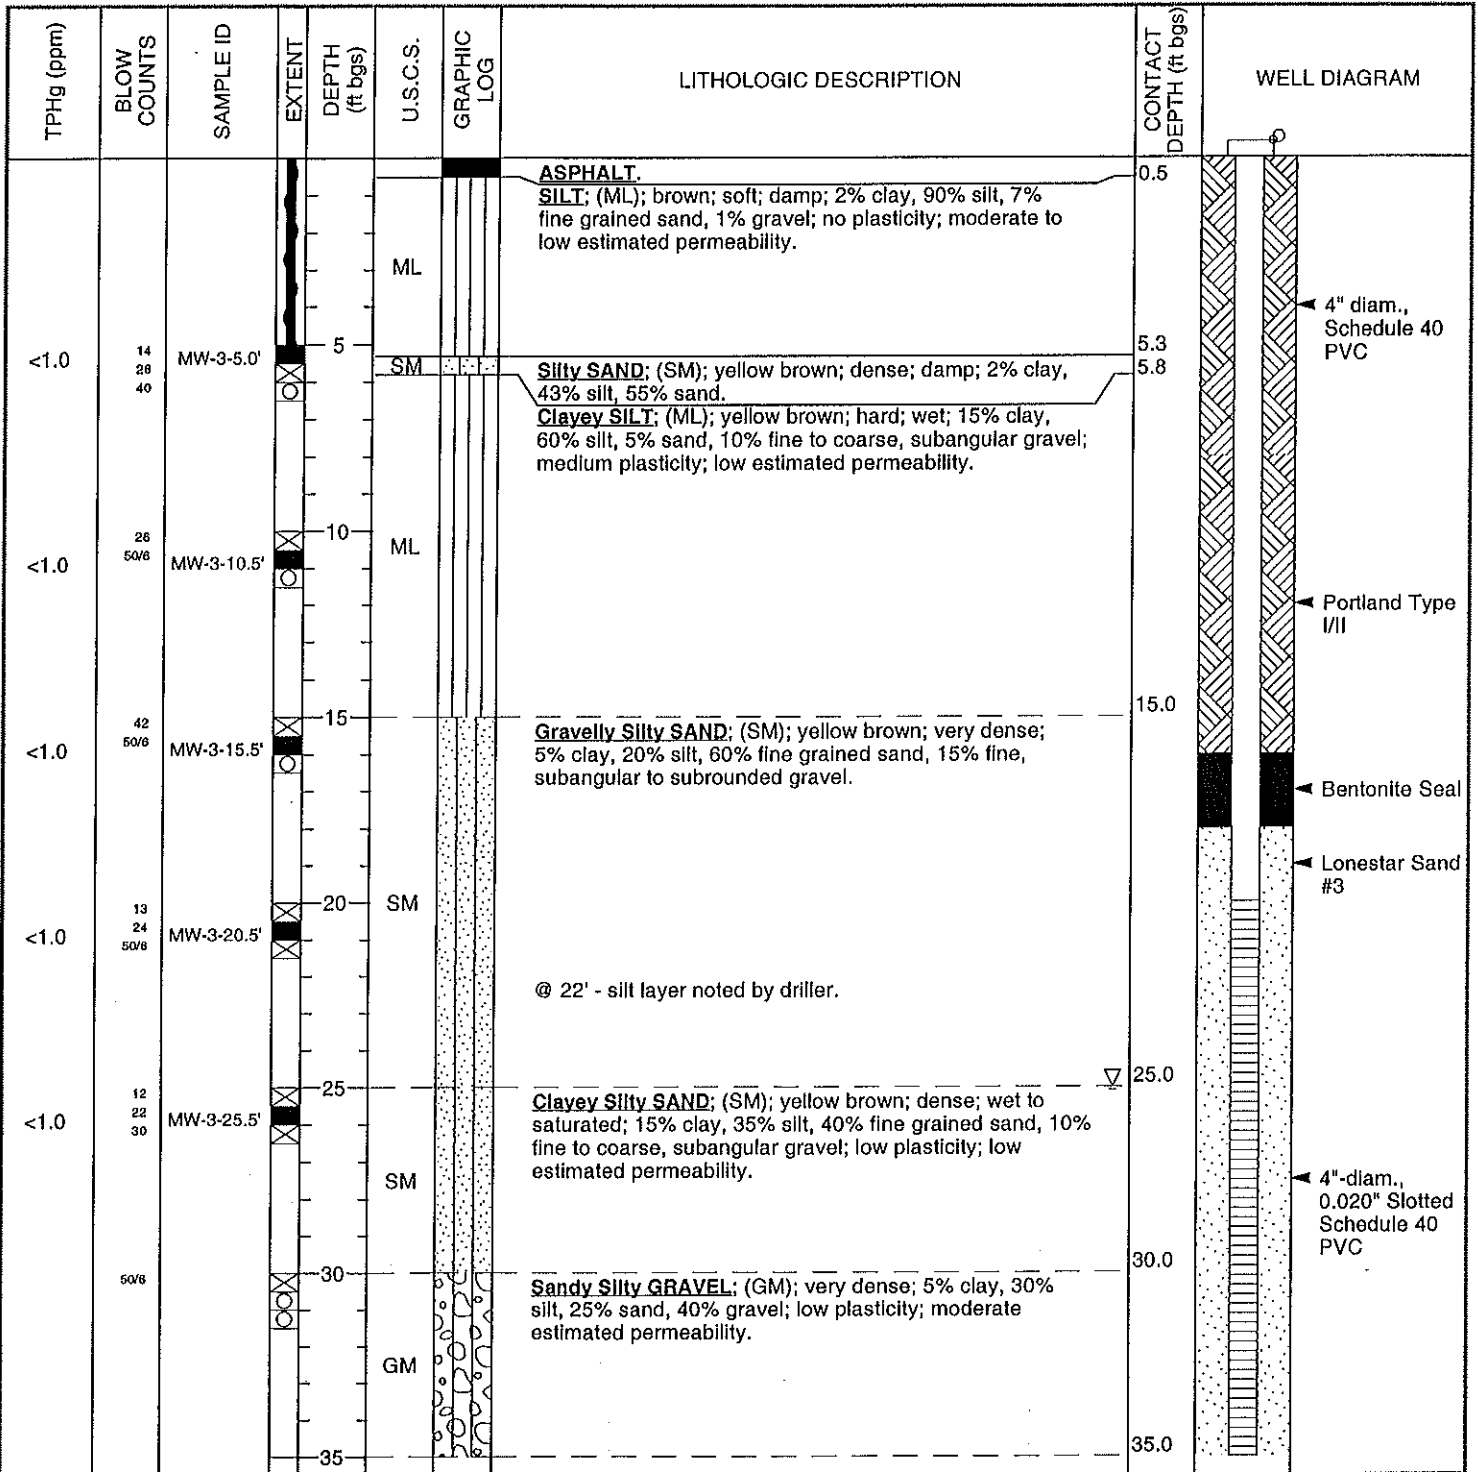 TPHg (ppm)
BLOW
COUNTS
SAMPLE ID
EXTENT
DEPTH
(ft bgs)
U.S.C.S.
GRAPHIC
LOG
LITHOLOGIC DESCRIPTION
CONTACT
DEPTH (ft bgs)
WELL DIAGRAM
ASPHALT.
0.5
SILT; (ML); brown; soft; damp; 2% clay, 90% silt, 7%
fine grained sand, 1% gravel; no plasticity; moderate to
low estimated permeability.
ML
4" diam.,
Schedule 40
PVC
<1.0
14
28
40
MW-3-5.0'
5
5.3
SM
Silty SAND; (SM); yellow brown; dense; damp; 2% clay,
43% silt, 55% sand.
5.8
Clayey SILT; (ML); yellow brown; hard; wet; 15% clay,
60% silt, 5% sand, 10% fine to coarse, subangular gravel;
medium plasticity; low estimated permeability.
<1.0
26
50/6
MW-3-10.5'
10
ML
Portland Type
I/II
15
15.0
<1.0
42
50/6
MW-3-15.5'
Gravelly Silty SAND; (SM); yellow brown; very dense;
5% clay, 20% silt, 60% fine grained sand, 15% fine,
subangular to subrounded gravel.
Bentonite Seal
Lonestar Sand
#3
<1.0
13
24
50/6
MW-3-20.5'
20
SM
@ 22' - silt layer noted by driller.
25.0
<1.0
12
22
30
MW-3-25.5'
25
Clayey Silty SAND; (SM); yellow brown; dense; wet to
saturated; 15% clay, 35% silt, 40% fine grained sand, 10%
fine to coarse, subangular gravel; low plasticity; low
estimated permeability.
SM
4"-diam.,
0.020" Slotted
Schedule 40
PVC
30.0
50/6
30
Sandy Silty GRAVEL; (GM); very dense; 5% clay, 30%
silt, 25% sand, 40% gravel; low plasticity; moderate
estimated permeability.
GM
35
35.0